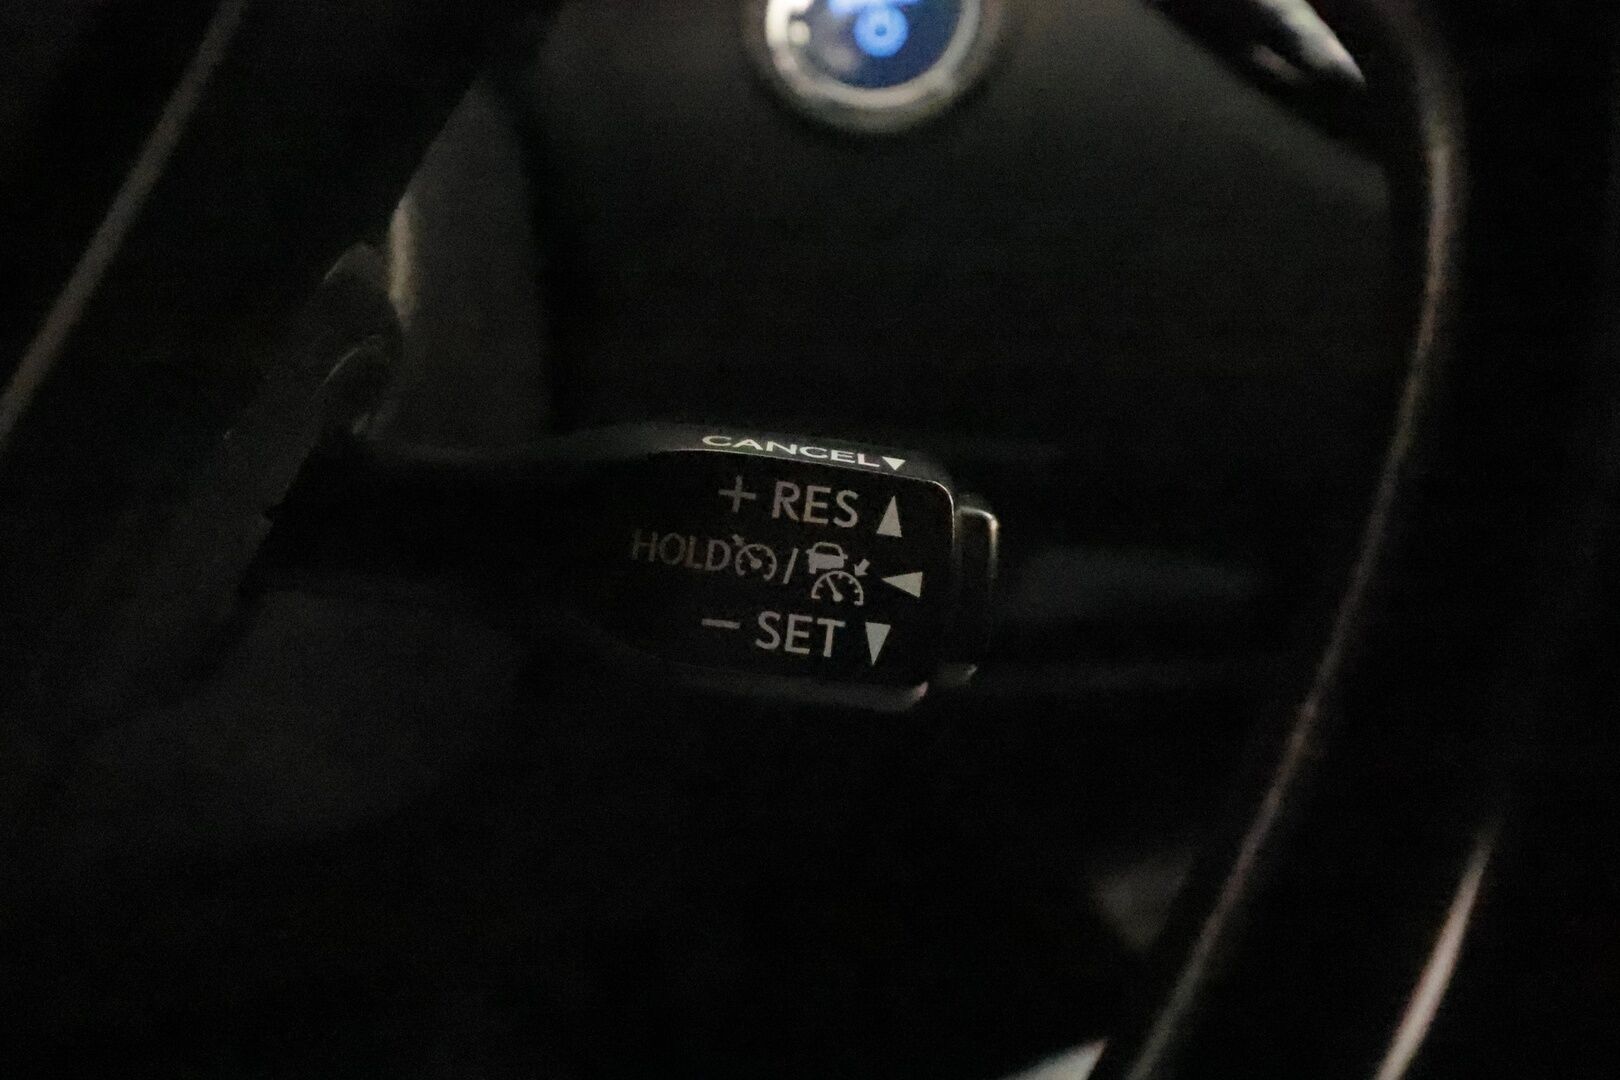 CANCEL▼
+ RES ▲
HOLD / ◀
− SET ▼